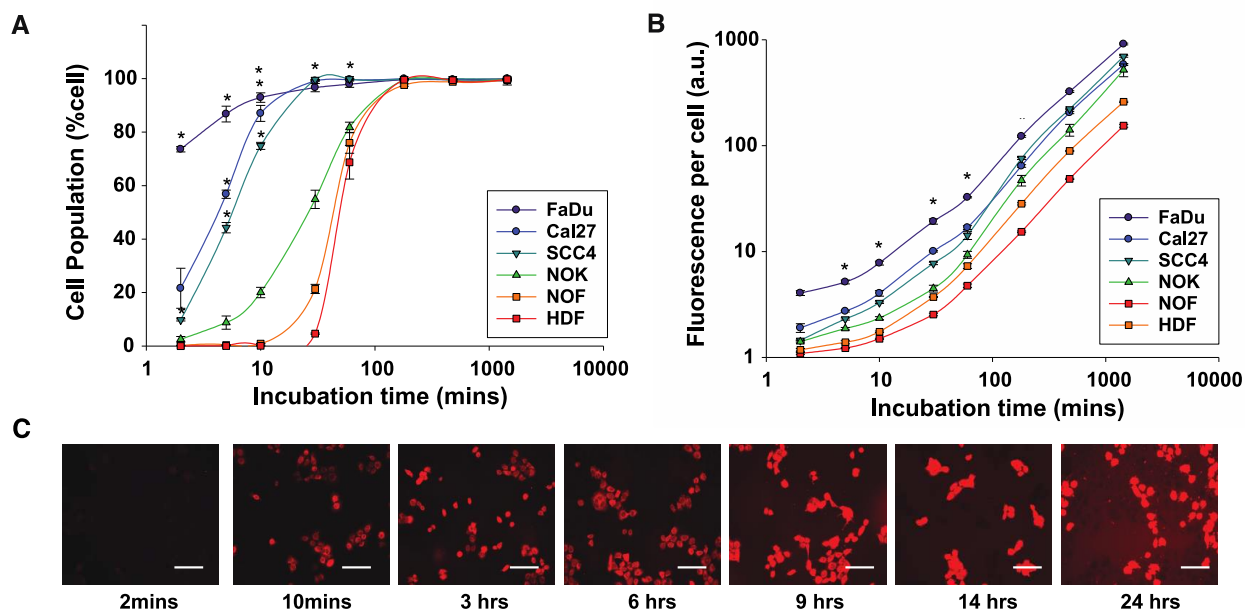 A
Cell Population (%cell)
100
80
60
40
20
0
* * * * * * * * * *
FaDu
Cal27
SCC4
NOK
NOF
HDF
1 10 100 1000 10000
Incubation time (mins)
B
Fluorescence per cell (a.u.)
1000
100
10
1
* * * *
FaDu
Cal27
SCC4
NOK
NOF
HDF
1 10 100 1000 10000
Incubation time (mins)
C
2mins 10mins 3 hrs 6 hrs 9 hrs 14 hrs 24 hrs